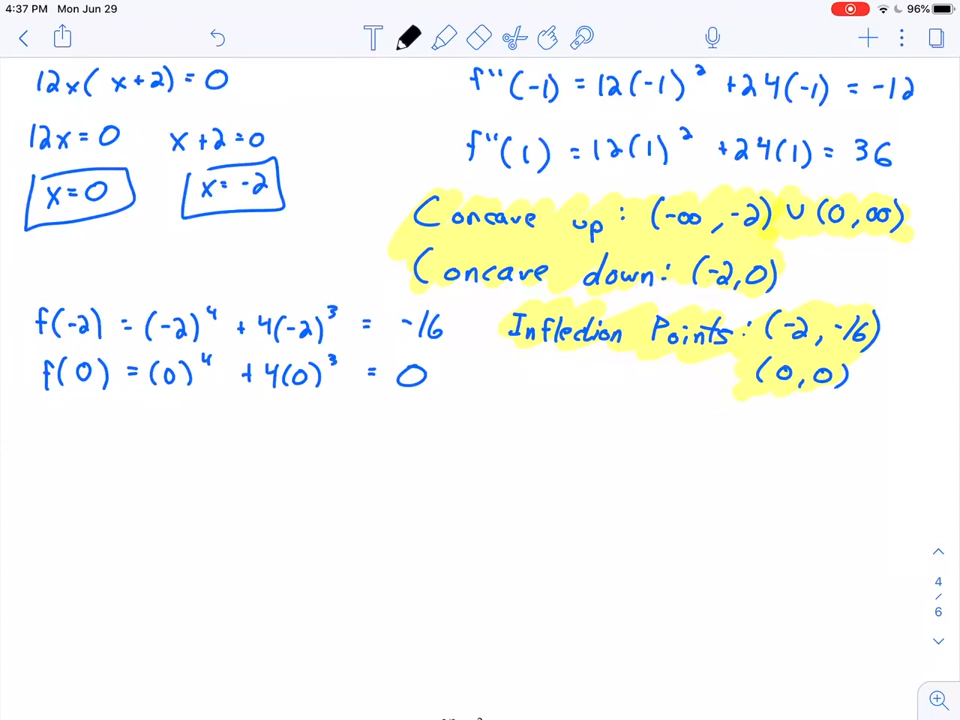 4:37 PM Mon Jun 29
96%
T
12x(x+2)=0
12x=0 x+2=0
x=0 x=-2
f''(-1)=12(-1)²+24(-1)=-12
f''(1)=12(1)²+24(1)=36
Concave up: (-∞,-2)∪(0,∞)
Concave down: (-2,0)
f(-2)=(-2)⁴+4(-2)³=-16
f(0)=(0)⁴+4(0)³=0
Inflection Points: (-2,-16)
(0,0)
4
/
6